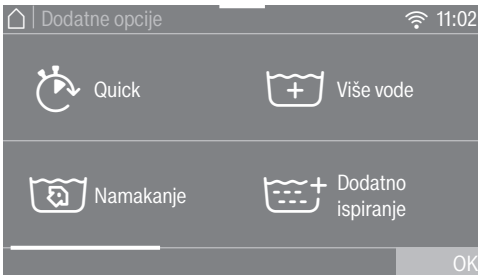 Dodatne opcije 11:02
Quick
Više vode
Namakanje
Dodatno
ispiranje
OK